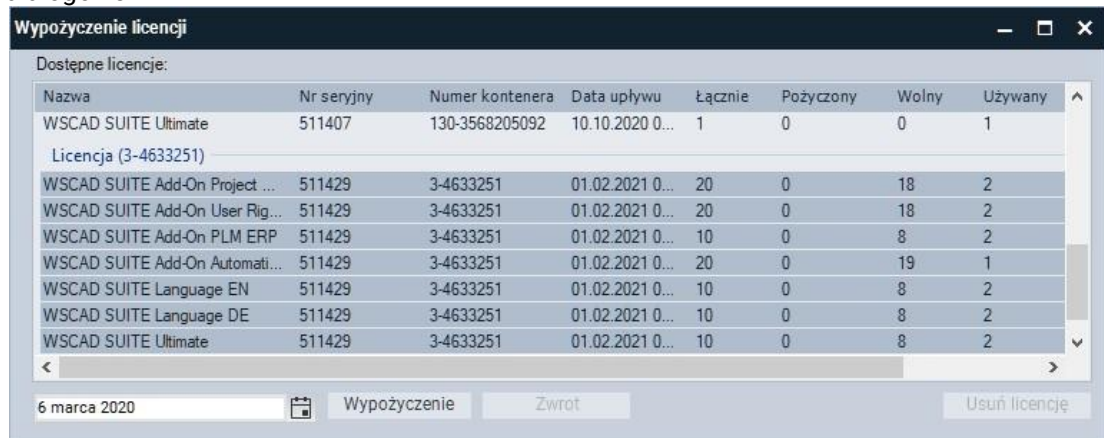 Wypożyczenie licencji
Dostępne licencje:
Nazwa Nr seryjny Numer kontenera Data upływu Łącznie Pożyczony Wolny Używany
WSCAD SUITE Ultimate 511407 130-3568205092 10.10.2020 0... 1 0 0 1
Licencja (3-4633251)
WSCAD SUITE Add-On Project ... 511429 3-4633251 01.02.2021 0... 20 0 18 2
WSCAD SUITE Add-On User Rig... 511429 3-4633251 01.02.2021 0... 20 0 18 2
WSCAD SUITE Add-On PLM ERP 511429 3-4633251 01.02.2021 0... 10 0 8 2
WSCAD SUITE Add-On Automati... 511429 3-4633251 01.02.2021 0... 20 0 19 1
WSCAD SUITE Language EN 511429 3-4633251 01.02.2021 0... 10 0 8 2
WSCAD SUITE Language DE 511429 3-4633251 01.02.2021 0... 10 0 8 2
WSCAD SUITE Ultimate 511429 3-4633251 01.02.2021 0... 10 0 8 2
6 marca 2020 Wypożyczenie Zwrot Usuń licencję